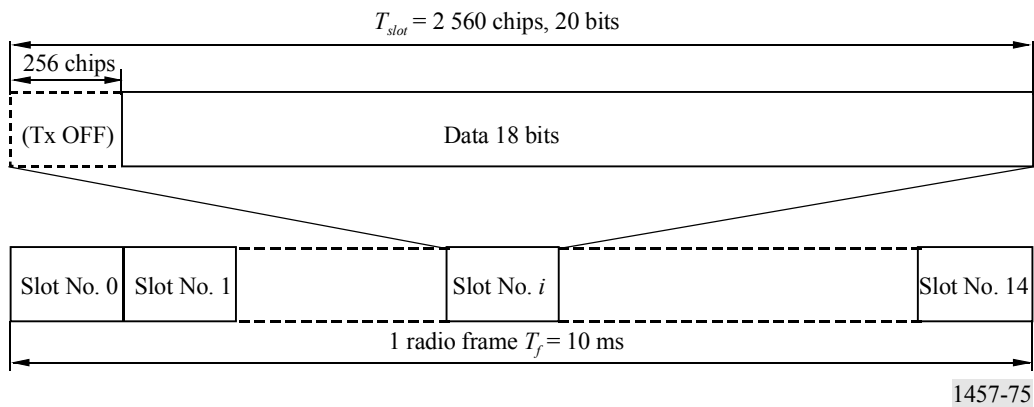 T_slot = 2 560 chips, 20 bits
256 chips
(Tx OFF)
Data 18 bits
Slot No. 0
Slot No. 1
Slot No. i
Slot No. 14
1 radio frame T_f = 10 ms
1457-75